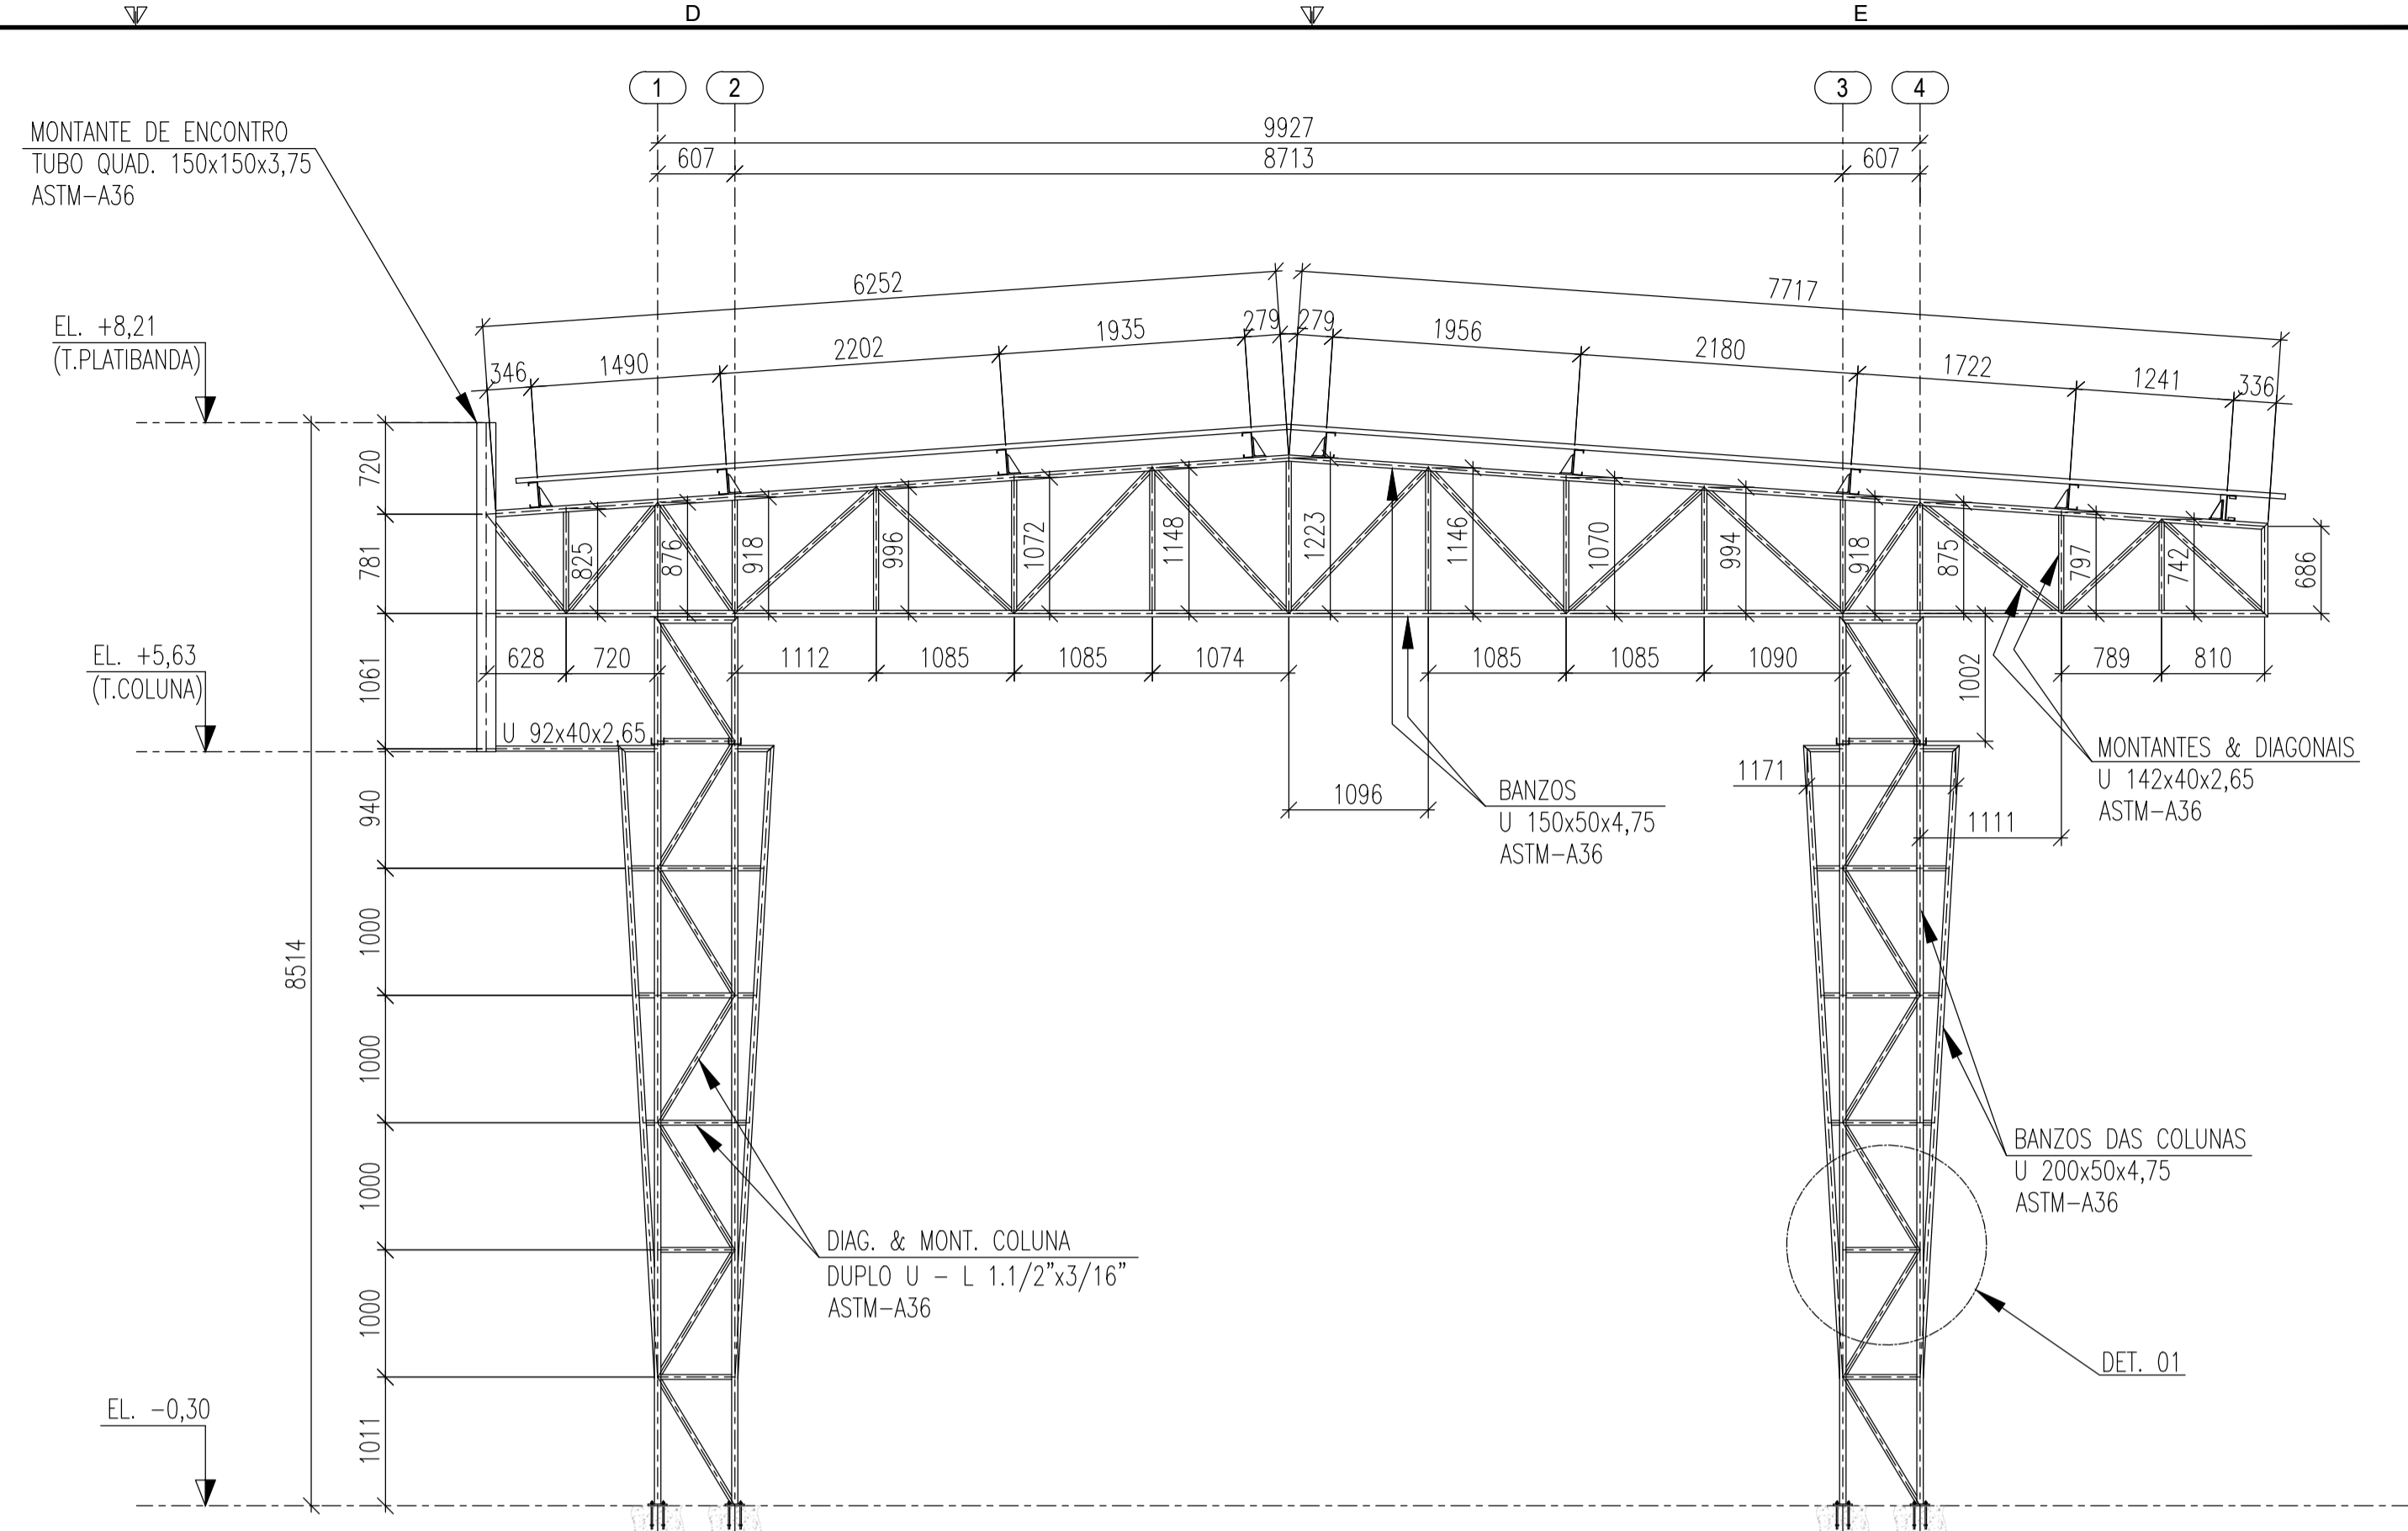 D
E
1
2
3
4
9927
607
8713
607
MONTANTE DE ENCONTRO
TUBO QUAD. 150x150x3,75
ASTM-A36
6252
7717
346
1490
2202
1935
279
279
1956
2180
1722
1241
336
EL. +8,21
(T.PLATIBANDA)
720
781
825
876
918
996
1072
1148
1223
1146
1070
994
918
875
797
742
686
EL. +5,63
(T.COLUNA)
1061
628
720
1112
1085
1085
1074
1085
1085
1090
1002
789
810
U 92x40x2,65
MONTANTES & DIAGONAIS
U 142x40x2,65
ASTM-A36
1171
1096
1111
BANZOS
U 150x50x4,75
ASTM-A36
940
1000
8514
1000
1000
1000
1011
BANZOS DAS COLUNAS
U 200x50x4,75
ASTM-A36
DIAG. & MONT. COLUNA
DUPLO U - L 1.1/2"x3/16"
ASTM-A36
DET. 01
EL. -0,30